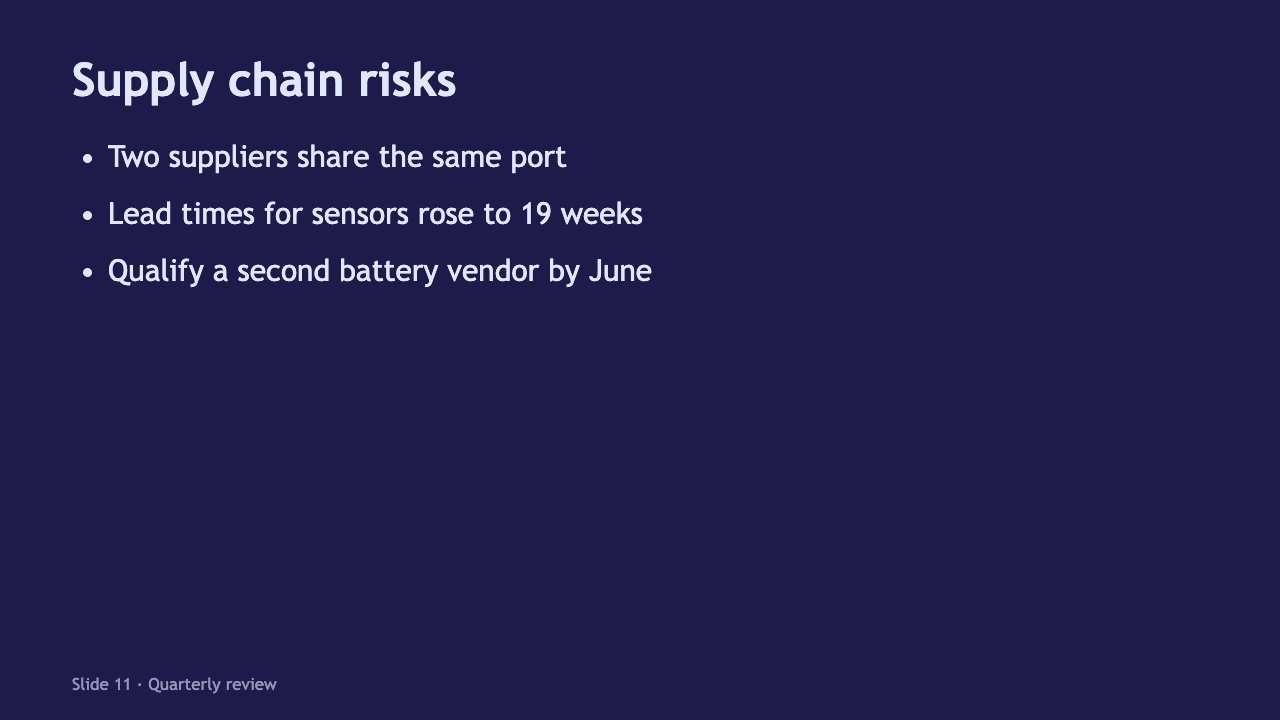 Supply chain risks
• Two suppliers share the same port
• Lead times for sensors rose to 19 weeks
• Qualify a second battery vendor by June
Slide 11 · Quarterly review